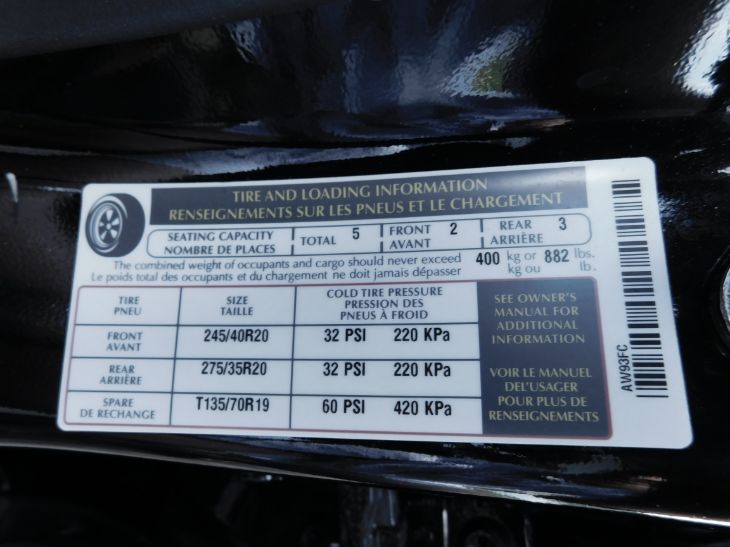 TIRE AND LOADING INFORMATION
RENSEIGNEMENTS SUR LES PNEUS ET LE CHARGEMENT
SEATING CAPACITY
NOMBRE DE PLACES
TOTAL 5
FRONT 2
AVANT
REAR 3
ARRIÈRE
The combined weight of occupants and cargo should never exceed 400 kg or 882 lbs.
Le poids total des occupants et du chargement ne doit jamais dépasser kg ou lb.
TIRE
PNEU
SIZE
TAILLE
COLD TIRE PRESSURE
PRESSION DES
PNEUS À FROID
FRONT
AVANT
245/40R20
32 PSI 220 KPa
REAR
ARRIÈRE
275/35R20
32 PSI 220 KPa
SPARE
DE RECHANGE
T135/70R19
60 PSI 420 KPa
SEE OWNER'S
MANUAL FOR
ADDITIONAL
INFORMATION
VOIR LE MANUEL
DEL'USAGER
POUR PLUS DE
RENSEIGNEMENTS
AW93FC